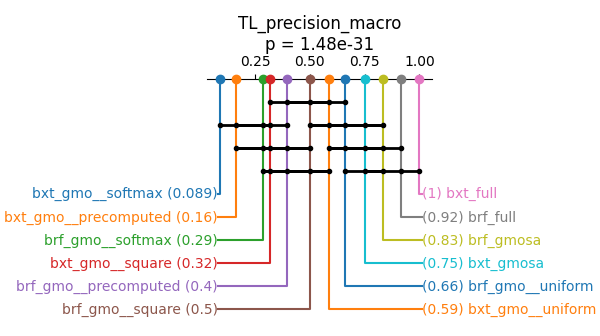 TL_precision_macro
p = 1.48e-31
0.25 0.50 0.75 1.00
bxt_gmo__softmax (0.089) (1) bxt_full
bxt_gmo__precomputed (0.16) (0.92) brf_full
brf_gmo__softmax (0.29) (0.83) brf_gmosa
bxt_gmo__square (0.32) (0.75) bxt_gmosa
brf_gmo__precomputed (0.4) (0.66) brf_gmo__uniform
brf_gmo__square (0.5) (0.59) bxt_gmo__uniform